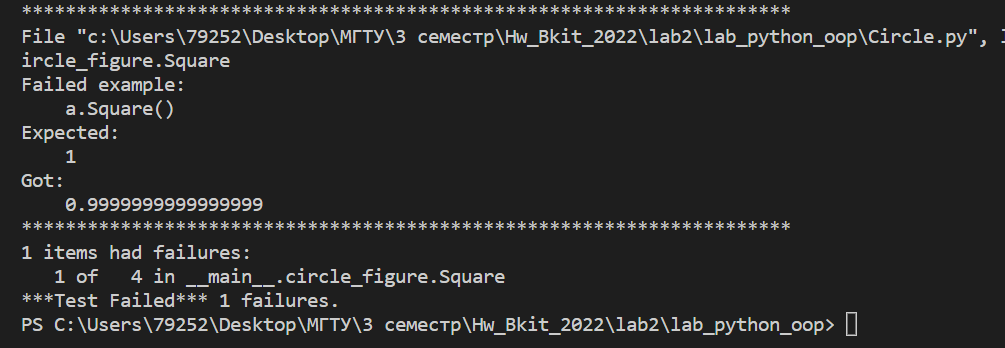 **********************************************************************
File "c:\Users\79252\Desktop\МГТУ\3 семестр\Hw_Bkit_2022\lab2\lab_python_oop\Circle.py",
ircle_figure.Square
Failed example:
    a.Square()
Expected:
    1
Got:
    0.9999999999999999
**********************************************************************
1 items had failures:
   1 of   4 in __main__.circle_figure.Square
***Test Failed*** 1 failures.
PS C:\Users\79252\Desktop\МГТУ\3 семестр\Hw_Bkit_2022\lab2\lab_python_oop>